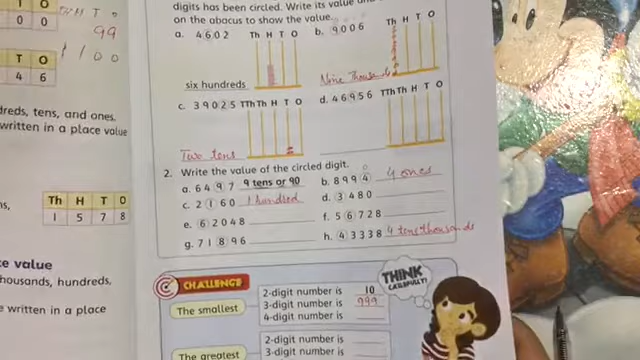 T O
0 0
T O
4 6
H T O
99
1 1 0 0
dreds, tens, and ones.
written in a place value
Th H T O
1 5 7 8
e value
housands, hundreds,
e written in a place
digits has been circled. Write its value
on the abacus to show the value.
a. 4 6 0 2 Th H T O b. 9 0 0 6 Th H T O
six hundreds Nine Thousands
c. 3 9 0 2 5 TTh Th H T O d. 4 6 9 5 6 TTh Th H T O
Two tens
2. Write the value of the circled digit.
a. 6 4 9 7 9 tens or 90 b. 8 9 9 4 4 ones
c. 2 1 6 0 1 hundred d. 3 4 8 0
e. 6 2 0 4 8 f. 5 6 7 2 8
g. 7 1 8 9 6 h. 4 3 3 3 8 4 tens thousands
CHALLENGE
THINK
CAREFULLY!
The smallest
2-digit number is 10
3-digit number is 999
4-digit number is
The greatest
2-digit number is
3-digit number is